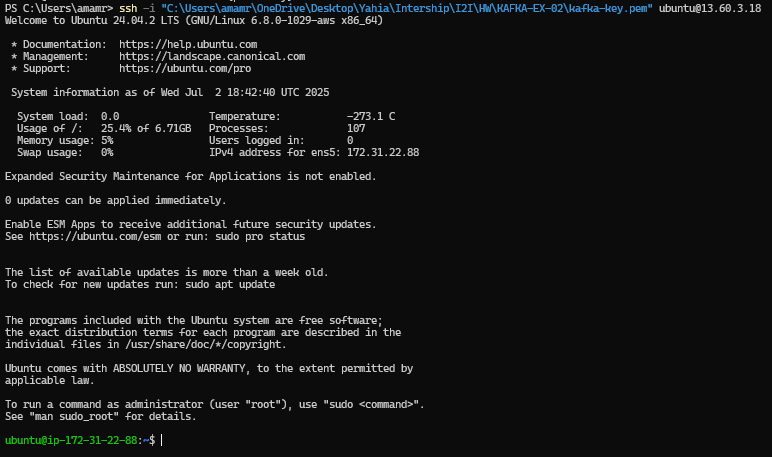 PS C:\Users\amamr> ssh -i "C:\Users\amamr\OneDrive\Desktop\Yahia\Intership\I2I\HW\KAFKA-EX-02\kafka-key.pem" ubuntu@13.60.3.18
Welcome to Ubuntu 24.04.2 LTS (GNU/Linux 6.8.0-1029-aws x86_64)
* Documentation:  https://help.ubuntu.com
* Management:     https://landscape.canonical.com
* Support:        https://ubuntu.com/pro
System information as of Wed Jul  2 18:42:40 UTC 2025
System load:  0.0               Temperature:           -273.1 C
Usage of /:   25.4% of 6.71GB   Processes:             107
Memory usage: 5%                Users logged in:       0
Swap usage:   0%                IPv4 address for ens5: 172.31.22.88
Expanded Security Maintenance for Applications is not enabled.
0 updates can be applied immediately.
Enable ESM Apps to receive additional future security updates.
See https://ubuntu.com/esm or run: sudo pro status
The list of available updates is more than a week old.
To check for new updates run: sudo apt update
The programs included with the Ubuntu system are free software;
the exact distribution terms for each program are described in the
individual files in /usr/share/doc/*/copyright.
Ubuntu comes with ABSOLUTELY NO WARRANTY, to the extent permitted by
applicable law.
To run a command as administrator (user "root"), use "sudo <command>".
See "man sudo_root" for details.
ubuntu@ip-172-31-22-88:~$